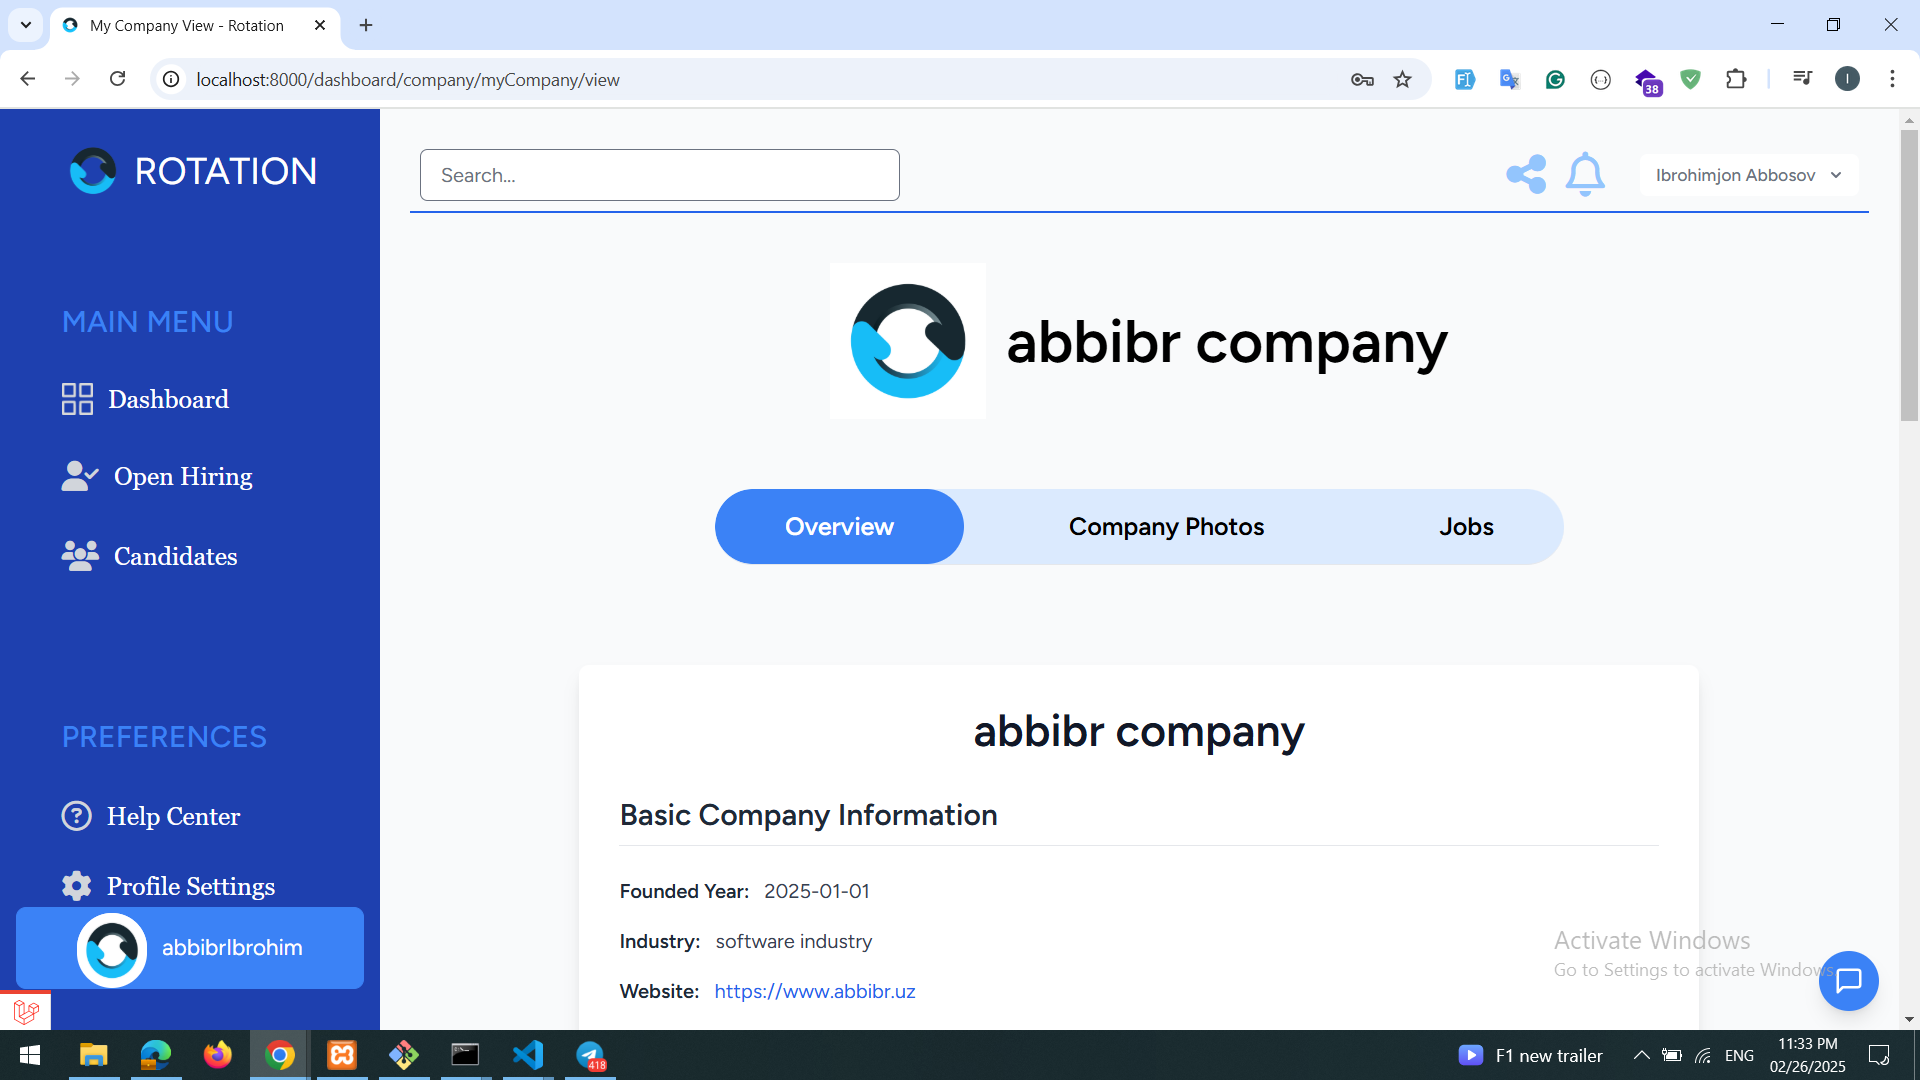 My Company View - Rotation
localhost:8000/dashboard/company/myCompany/view
38
I
ROTATION
Search...
Ibrohimjon Abbosov
abbibr company
MAIN MENU
Dashboard
Open Hiring
Candidates
Overview
Company Photos
Jobs
PREFERENCES
Help Center
Profile Settings
abbibrIbrohim
abbibr company
Basic Company Information
Founded Year: 2025-01-01
Industry: software industry
Website: https://www.abbibr.uz
Activate Windows
Go to Settings to activate Windows
418
F1 new trailer
ENG
11:33 PM
02/26/2025